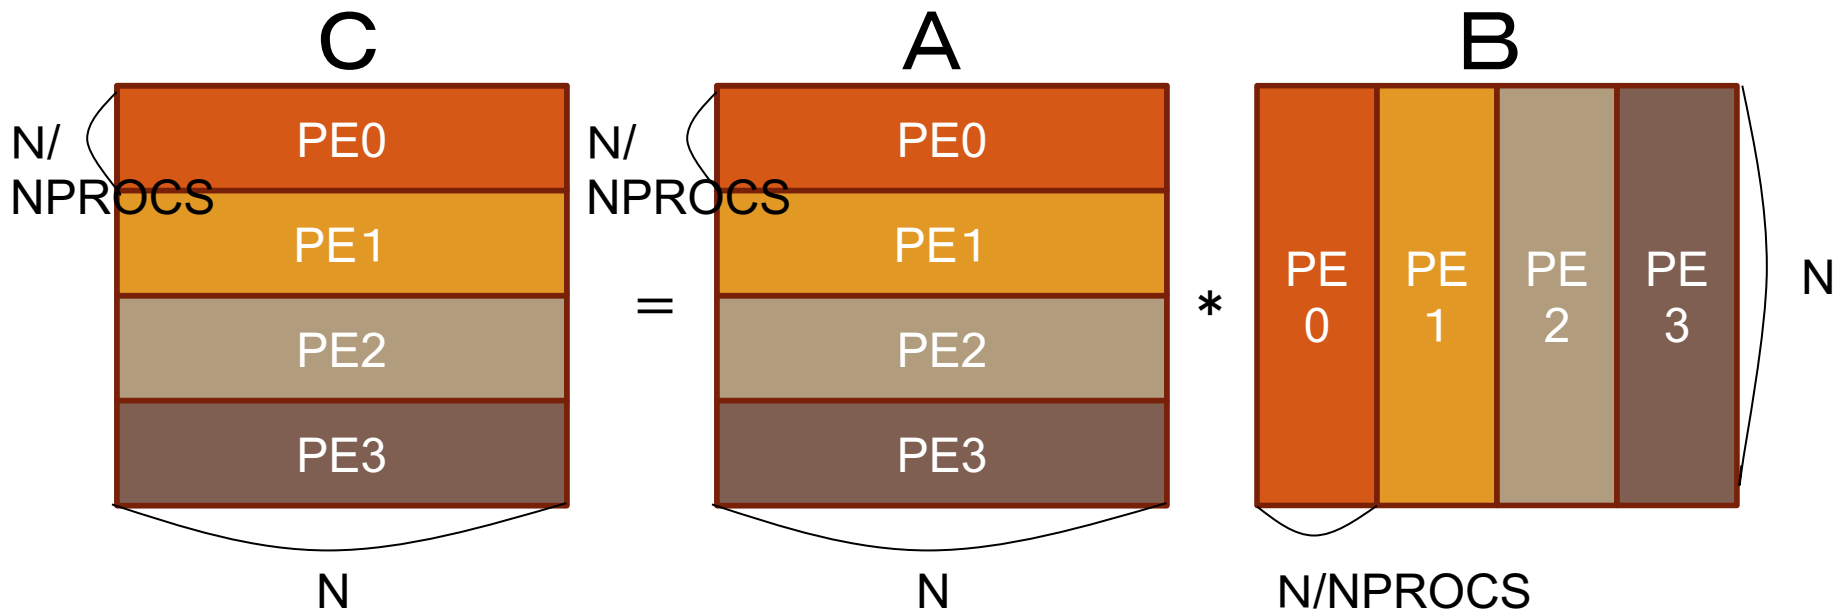 C
A
B
N/
NPROCS
PE0
PE1
PE2
PE3
N
=
N/
NPROCS
PE0
PE1
PE2
PE3
N
*
PE
0
PE
1
PE
2
PE
3
N
N/NPROCS